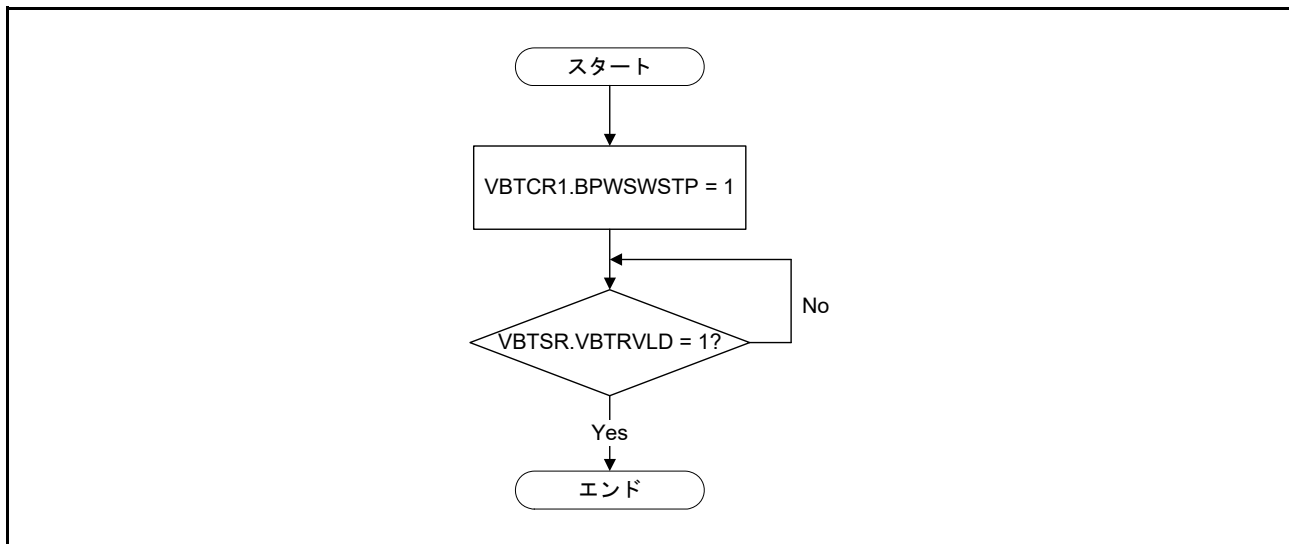 スタート
VBTCR1.BPWSWSTP = 1
VBTSR.VBTRVLD = 1?
No
Yes
エンド